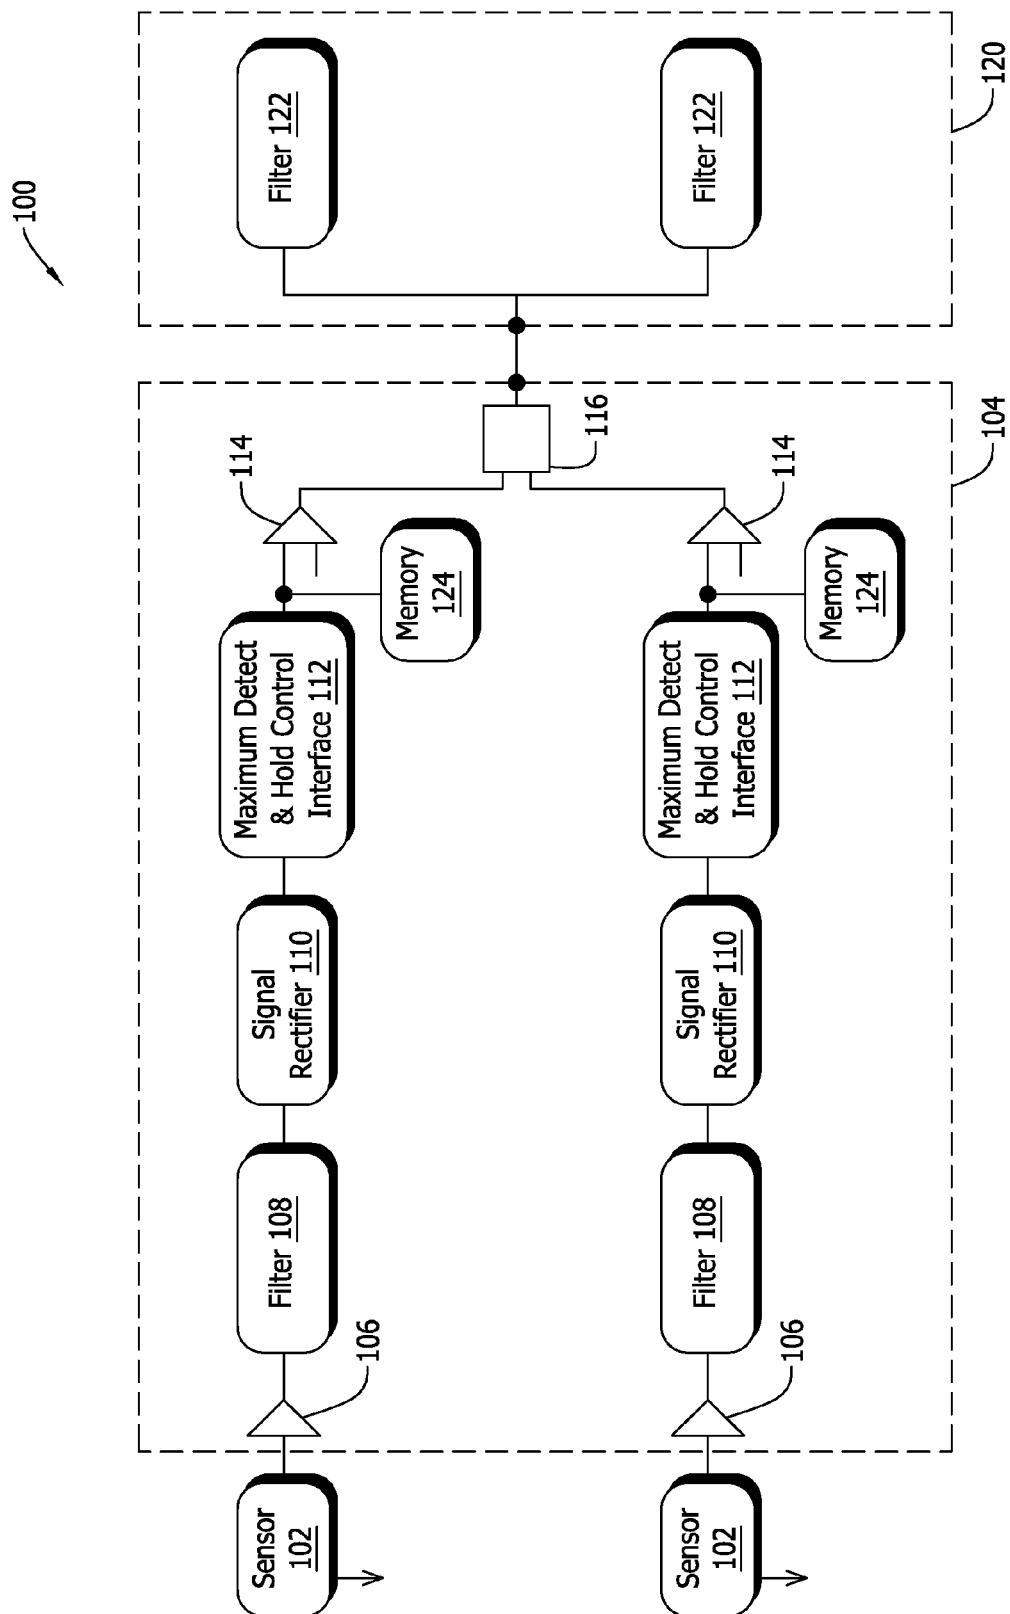 100
Sensor
102
106
Filter 108
Signal
Rectifier 110
Maximum Detect
& Hold Control
Interface 112
Memory
124
114
116
Filter 122
Sensor
102
106
Filter 108
Signal
Rectifier 110
Maximum Detect
& Hold Control
Interface 112
Memory
124
114
Filter 122
104
120